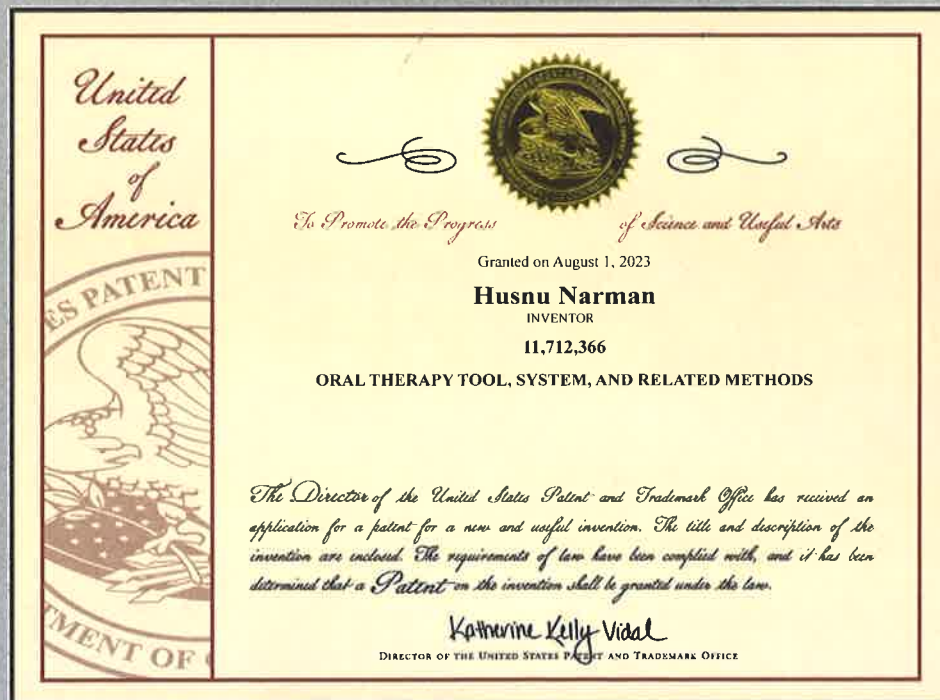 United
States
of
America
ES PATENT
TMENT OF
To Promote the Progress
of Science and Useful Arts
Granted on August 1, 2023
Husnu Narman
INVENTOR
11,712,366
ORAL THERAPY TOOL, SYSTEM, AND RELATED METHODS
The Director of the United States Patent and Trademark Office has received an
application for a patent for a new and useful invention. The title and description of the
invention are enclosed. The requirements of law have been complied with, and it has been
determined that a Patent on the invention shall be granted under the law.
Katherine Kelly Vidal
DIRECTOR OF THE UNITED STATES PATENT AND TRADEMARK OFFICE